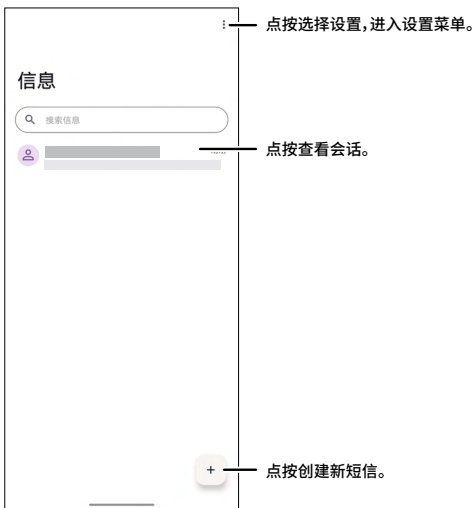 点按选择设置,进入设置菜单。
信息
搜索信息
点按查看会话。
+
点按创建新短信。